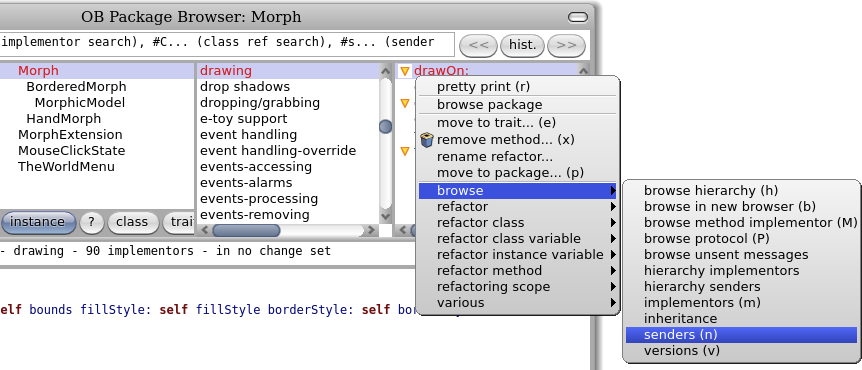 OB Package Browser: Morph
implementor search), #C... (class ref search), #s... (sender
<<
hist.
>>
Morph
BorderedMorph
MorphicModel
HandMorph
MorphExtension
MouseClickState
TheWorldMenu
instance
?
class
drawing
drop shadows
dropping/grabbing
e-toy support
event handling
event handling-override
events-accessing
events-alarms
events-processing
events-removing
drawOn:
pretty print (r)
browse package
move to trait... (e)
remove method... (x)
rename refactor...
move to package... (p)
browse
refactor
refactor class
refactor class variable
refactor instance variable
refactor method
refactoring scope
various
browse hierarchy (h)
browse in new browser (b)
browse method implementor (M)
browse protocol (P)
browse unsent messages
hierarchy implementors
hierarchy senders
implementors (m)
inheritance
senders (n)
versions (v)
- drawing - 90 implementors - in no change set
elf bounds fillStyle: self fillStyle borderStyle: self